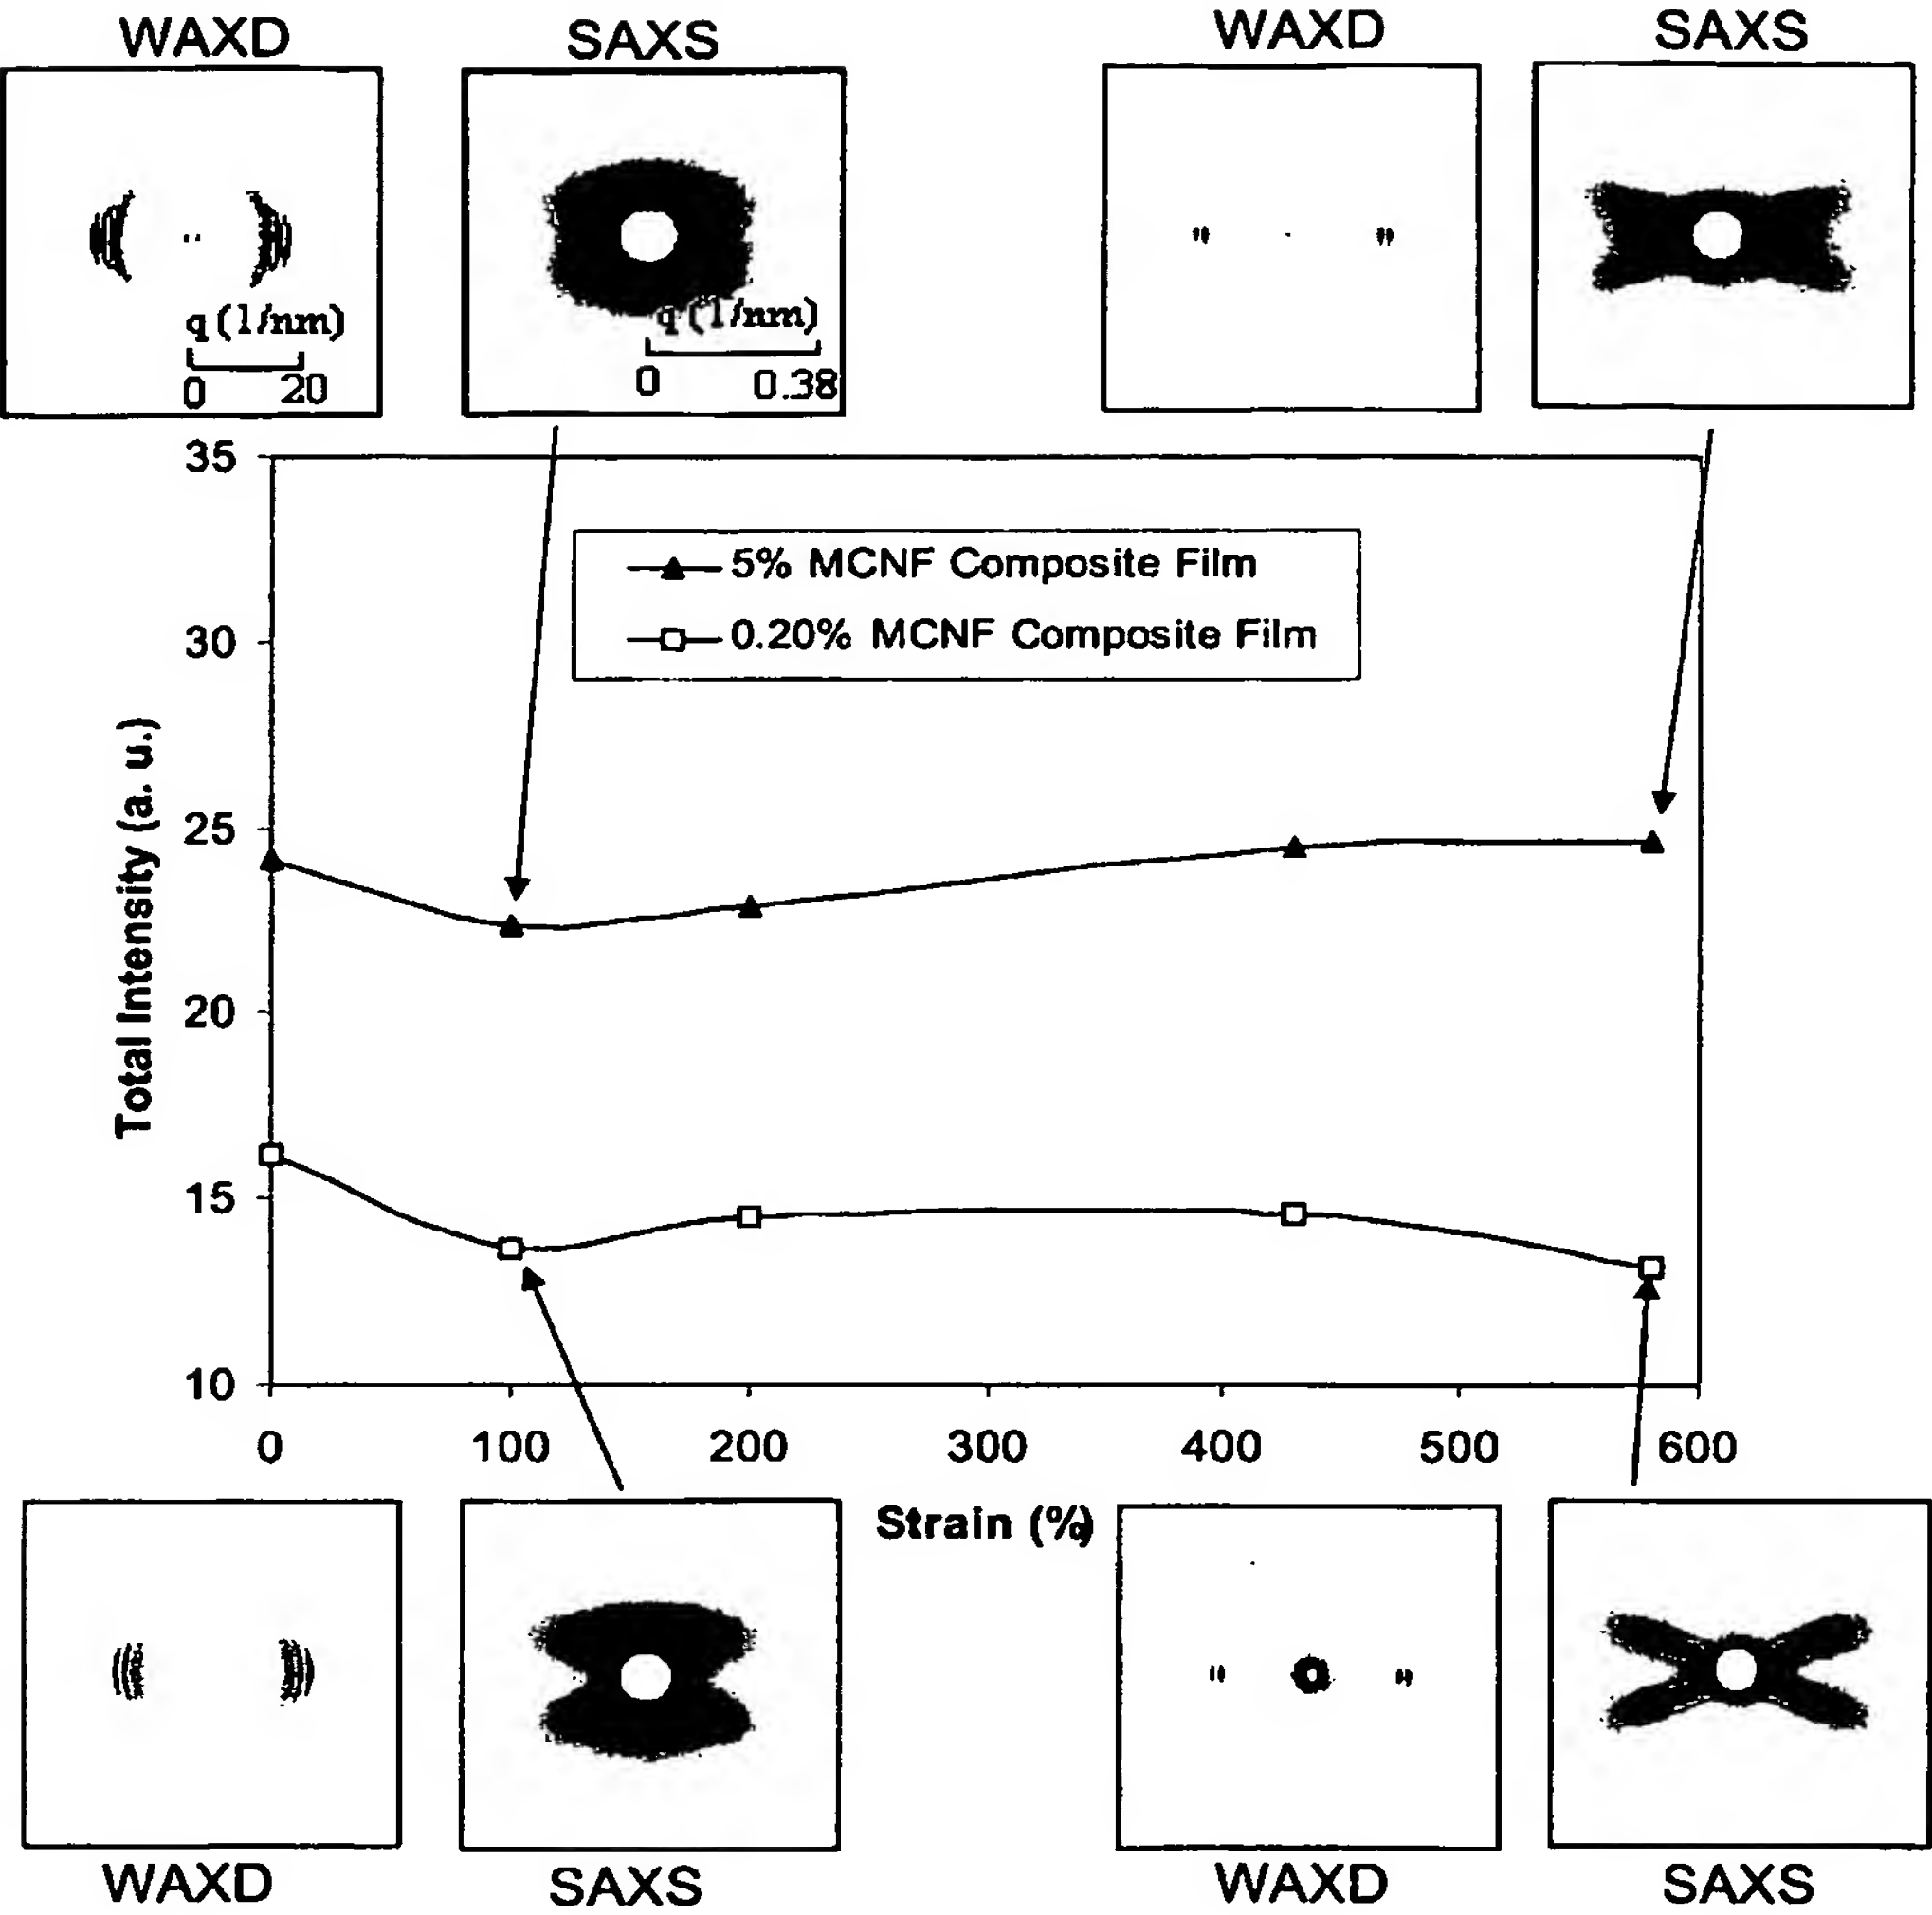 WAXD
SAXS
WAXD
SAXS
q (1/nm)
0 20
q (1/nm)
0 0.38
35
30
25
20
15
10
5% MCNF Composite Film
0.20% MCNF Composite Film
Total Intensity (a. u.)
0 100 200 300 400 500 600
Strain (%)
WAXD
SAXS
WAXD
SAXS